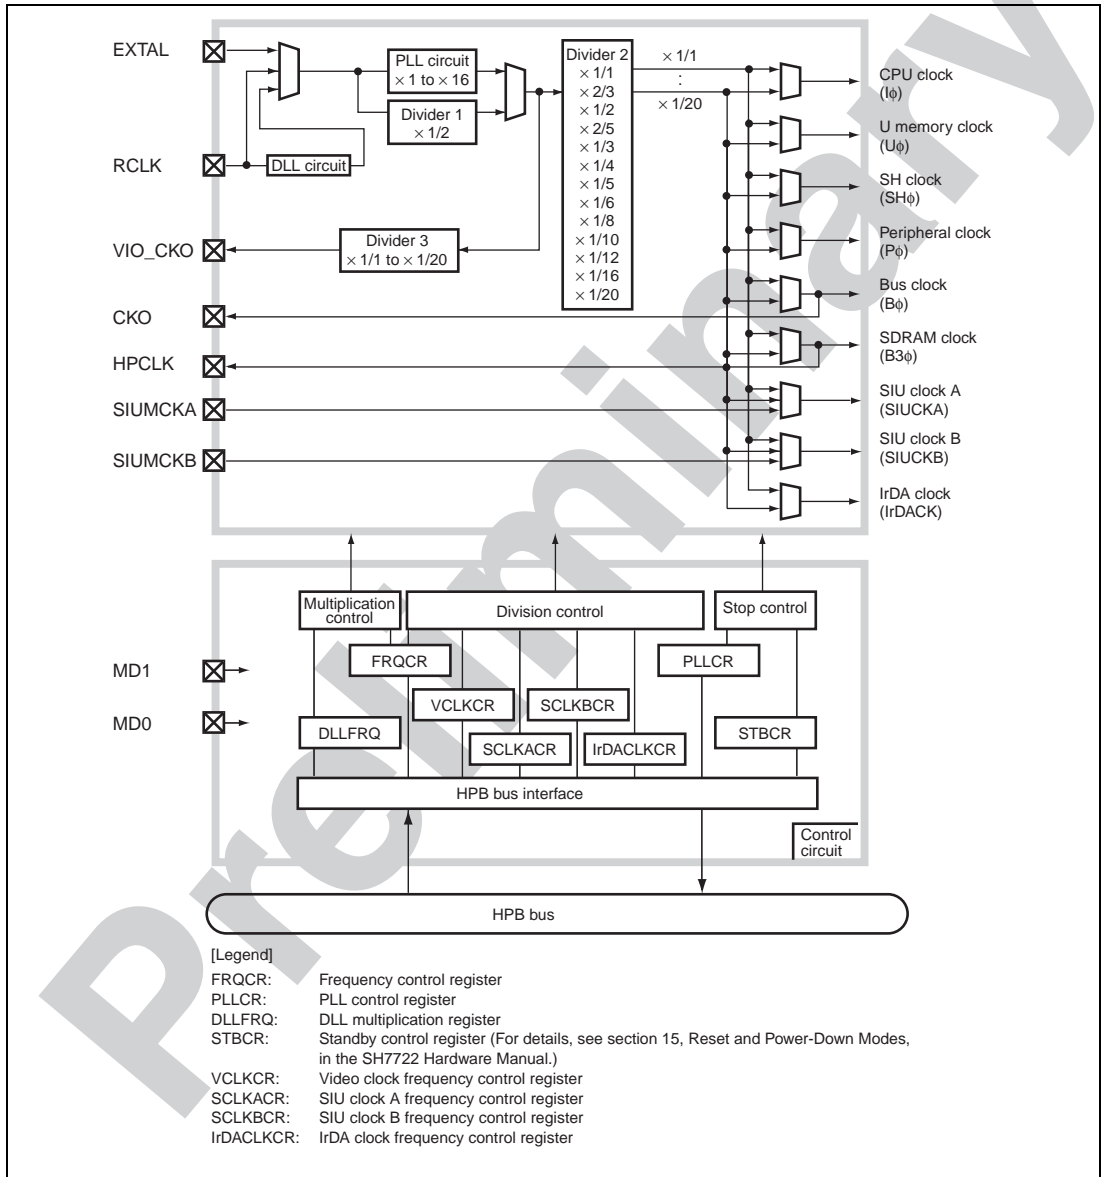 EXTAL
RCLK
VIO_CKO
CKO
HPCLK
SIUMCKA
SIUMCKB
PLL circuit
× 1 to × 16
Divider 1
× 1/2
DLL circuit
Divider 3
× 1/1 to × 1/20
Divider 2
× 1/1
× 2/3
× 1/2
× 2/5
× 1/3
× 1/4
× 1/5
× 1/6
× 1/8
× 1/10
× 1/12
× 1/16
× 1/20
× 1/1
:
× 1/20
CPU clock
(Iϕ)
U memory clock
(Uϕ)
SH clock
(SHϕ)
Peripheral clock
(Pϕ)
Bus clock
(Bϕ)
SDRAM clock
(B3ϕ)
SIU clock A
(SIUCKA)
SIU clock B
(SIUCKB)
IrDA clock
(IrDACK)
MD1
MD0
Multiplication
control
Division control
Stop control
FRQCR
PLLCR
VCLKCR
SCLKBCR
DLLFRQ
STBCR
SCLKACR
IrDACLKCR
HPB bus interface
Control
circuit
HPB bus
[Legend]
FRQCR: Frequency control register
PLLCR: PLL control register
DLLFRQ: DLL multiplication register
STBCR: Standby control register (For details, see section 15, Reset and Power-Down Modes,
in the SH7722 Hardware Manual.)
VCLKCR: Video clock frequency control register
SCLKACR: SIU clock A frequency control register
SCLKBCR: SIU clock B frequency control register
IrDACLKCR: IrDA clock frequency control register
Preliminary